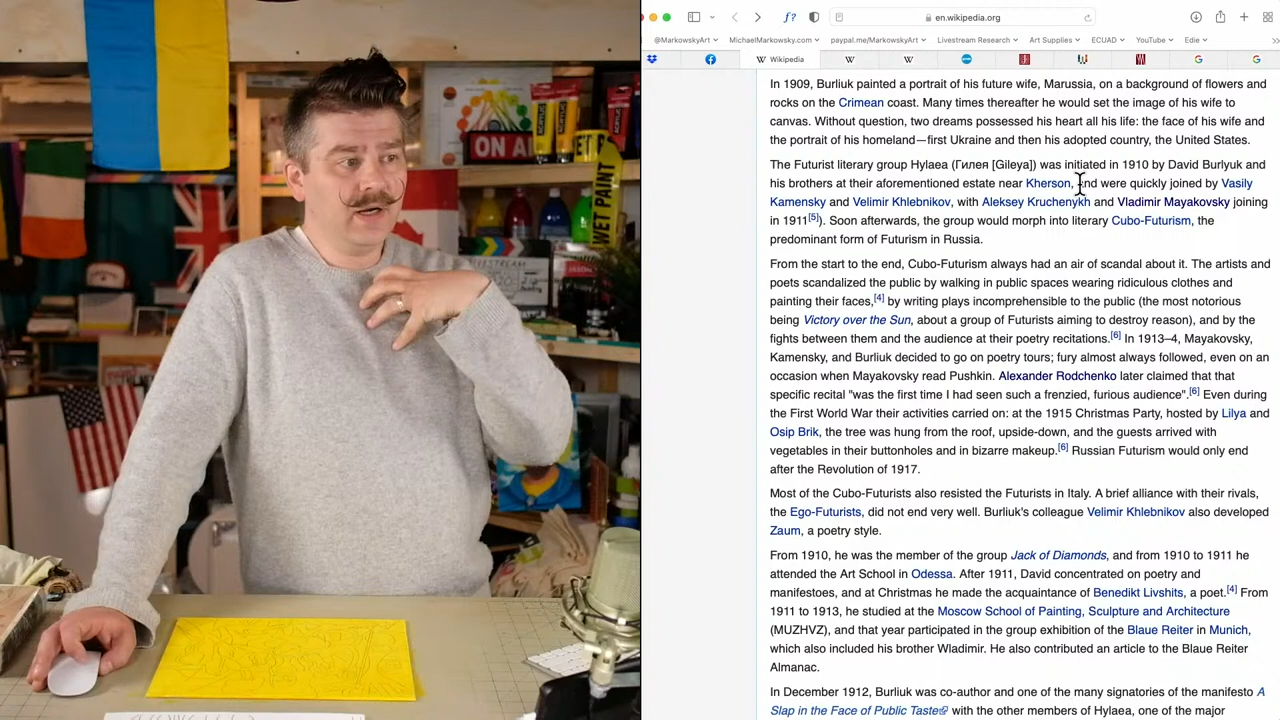 en.wikipedia.org
@MarkowskyArt
MichaelMarkowsky.com
paypal.me/MarkowskyArt
Livestream Research
Art Supplies
ECUAD
YouTube
Edie
Wikipedia
ON A
WET PAINT
LIVESTREAM
In 1909, Burliuk painted a portrait of his future wife, Marussia, on a background of flowers and
rocks on the Crimean coast. Many times thereafter he would set the image of his wife to
canvas. Without question, two dreams possessed his heart all his life: the face of his wife and
the portrait of his homeland—first Ukraine and then his adopted country, the United States.
The Futurist literary group Hylaea (Гилея [Gileya]) was initiated in 1910 by David Burlyuk and
his brothers at their aforementioned estate near Kherson, and were quickly joined by Vasily
Kamensky and Velimir Khlebnikov, with Aleksey Kruchenykh and Vladimir Mayakovsky joining
in 1911[5]). Soon afterwards, the group would morph into literary Cubo-Futurism, the
predominant form of Futurism in Russia.
From the start to the end, Cubo-Futurism always had an air of scandal about it. The artists and
poets scandalized the public by walking in public spaces wearing ridiculous clothes and
painting their faces,[4] by writing plays incomprehensible to the public (the most notorious
being Victory over the Sun, about a group of Futurists aiming to destroy reason), and by the
fights between them and the audience at their poetry recitations.[6] In 1913–4, Mayakovsky,
Kamensky, and Burliuk decided to go on poetry tours; fury almost always followed, even on an
occasion when Mayakovsky read Pushkin. Alexander Rodchenko later claimed that that
specific recital "was the first time I had seen such a frenzied, furious audience".[6] Even during
the First World War their activities carried on: at the 1915 Christmas Party, hosted by Lilya and
Osip Brik, the tree was hung from the roof, upside-down, and the guests arrived with
vegetables in their buttonholes and in bizarre makeup.[6] Russian Futurism would only end
after the Revolution of 1917.
Most of the Cubo-Futurists also resisted the Futurists in Italy. A brief alliance with their rivals,
the Ego-Futurists, did not end very well. Burliuk's colleague Velimir Khlebnikov also developed
Zaum, a poetry style.
From 1910, he was the member of the group Jack of Diamonds, and from 1910 to 1911 he
attended the Art School in Odessa. After 1911, David concentrated on poetry and
manifestoes, and at Christmas he made the acquaintance of Benedikt Livshits, a poet.[4] From
1911 to 1913, he studied at the Moscow School of Painting, Sculpture and Architecture
(MUZHVZ), and that year participated in the group exhibition of the Blaue Reiter in Munich,
which also included his brother Wladimir. He also contributed an article to the Blaue Reiter
Almanac.
In December 1912, Burliuk was co-author and one of the many signatories of the manifesto A
Slap in the Face of Public Taste with the other members of Hylaea, one of the major